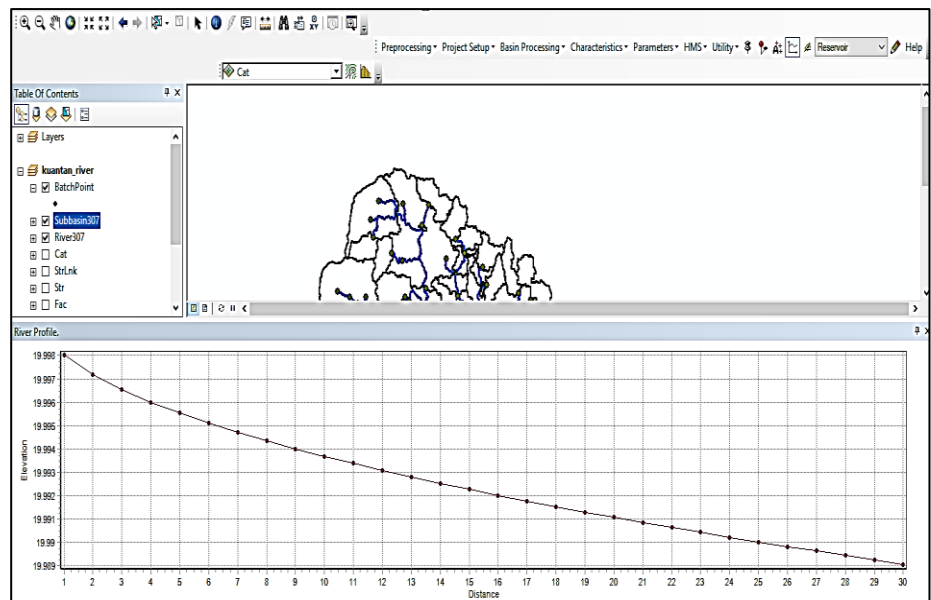 Preprocessing Project Setup Basin Processing Characteristics Parameters HMS Utility Reservoir Help
Cat
Table Of Contents
Layers
kuantan_river
BatchPoint
Subbasin307
River307
Cat
StrLnk
Str
Fac
River Profile.
19.998
19.997
19.996
19.995
19.994
19.993
19.992
19.991
19.99
19.989
Elevation
1 2 3 4 5 6 7 8 9 10 11 12 13 14 15 16 17 18 19 20 21 22 23 24 25 26 27 28 29 30
Distance